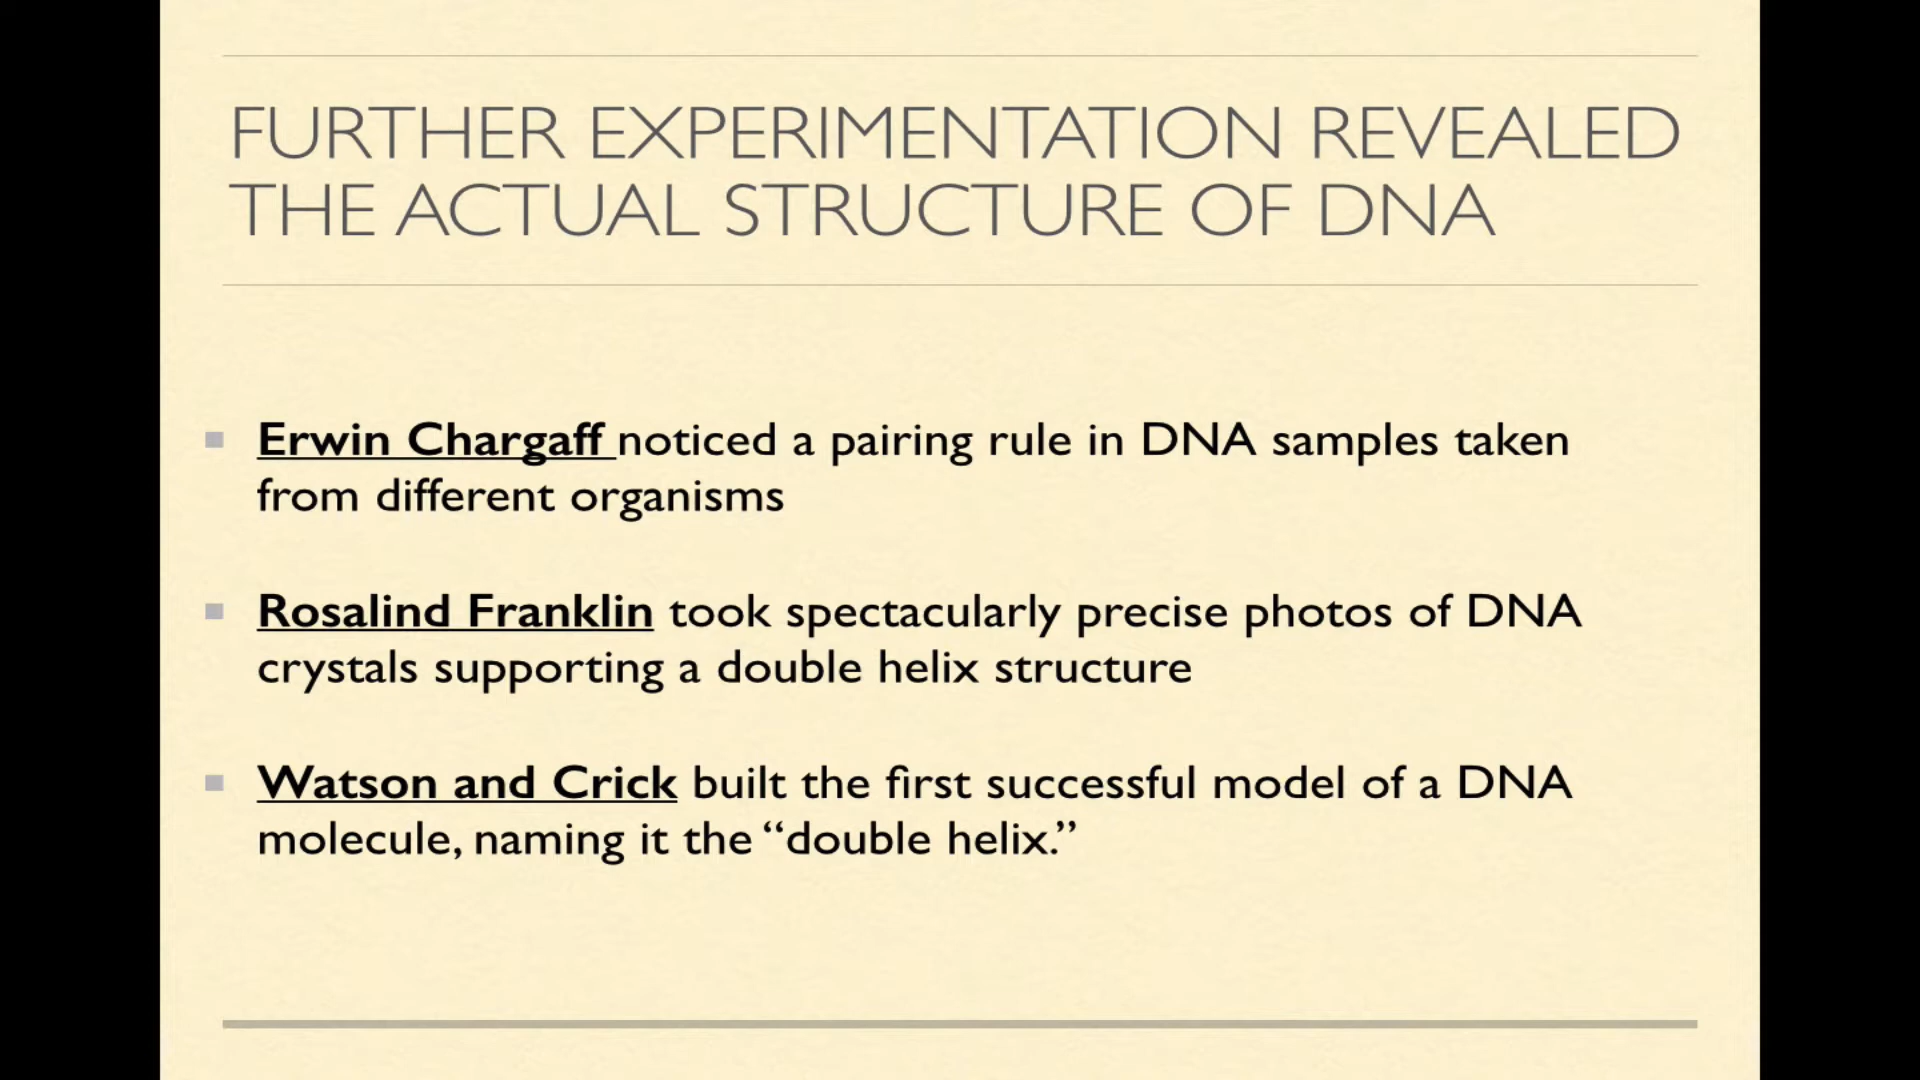 FURTHER EXPERIMENTATION REVEALED
THE ACTUAL STRUCTURE OF DNA
Erwin Chargaff noticed a pairing rule in DNA samples taken
from different organisms
Rosalind Franklin took spectacularly precise photos of DNA
crystals supporting a double helix structure
Watson and Crick built the first successful model of a DNA
molecule, naming it the “double helix.”